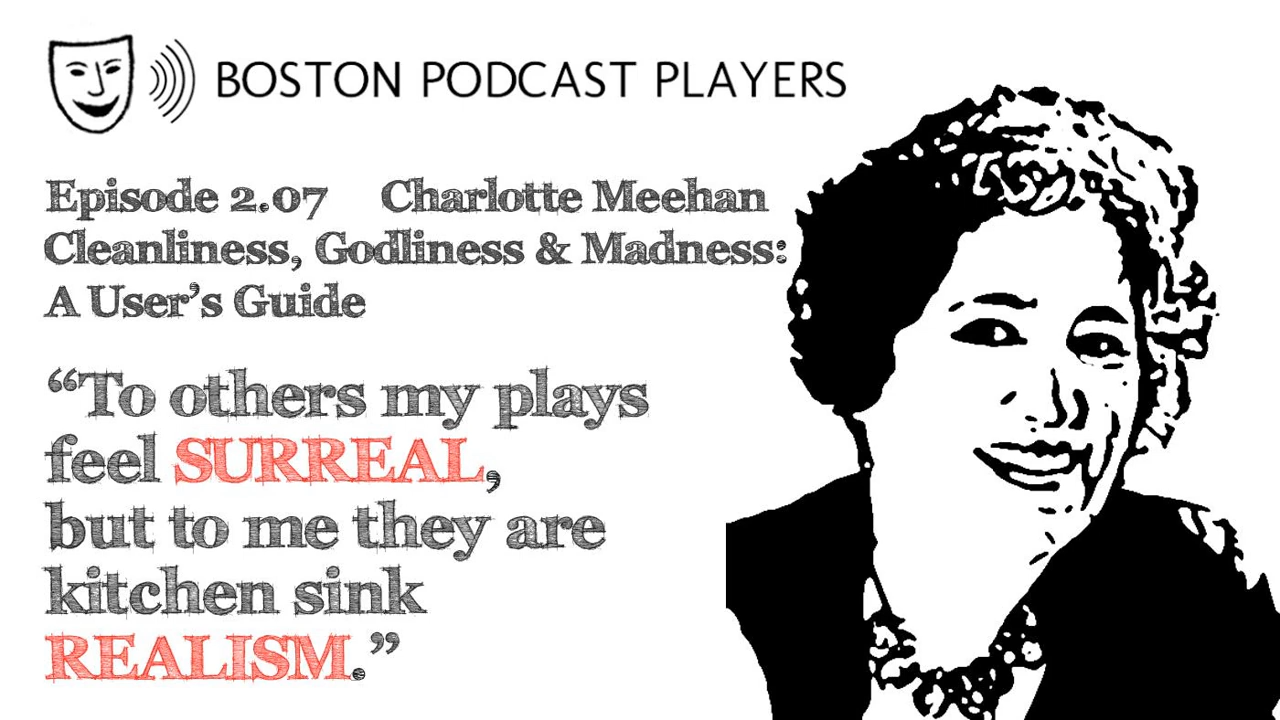 BOSTON PODCAST PLAYERS
Episode 2.07 Charlotte Meehan
Cleanliness, Godliness & Madness:
A User’s Guide
“To others my plays
feel SURREAL,
but to me they are
kitchen sink
REALISM.”